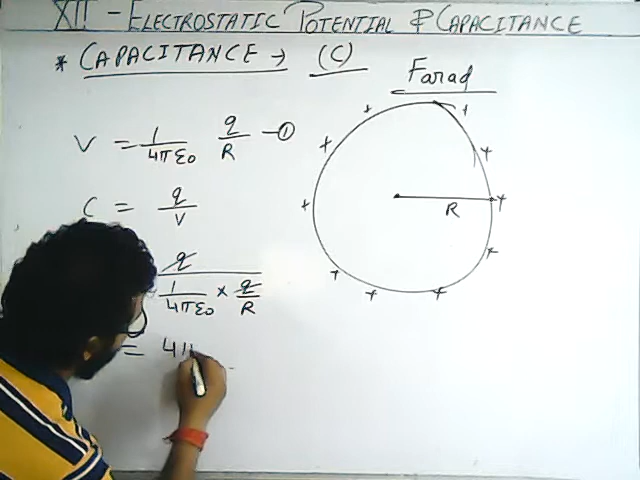 XII - ELECTROSTATIC POTENTIAL & CAPACITANCE
* CAPACITANCE → (C)
Farad
V = 1/4πε₀ q/R - ①
C = q/V
R
q / (1/4πε₀ × q/R)
= 4π